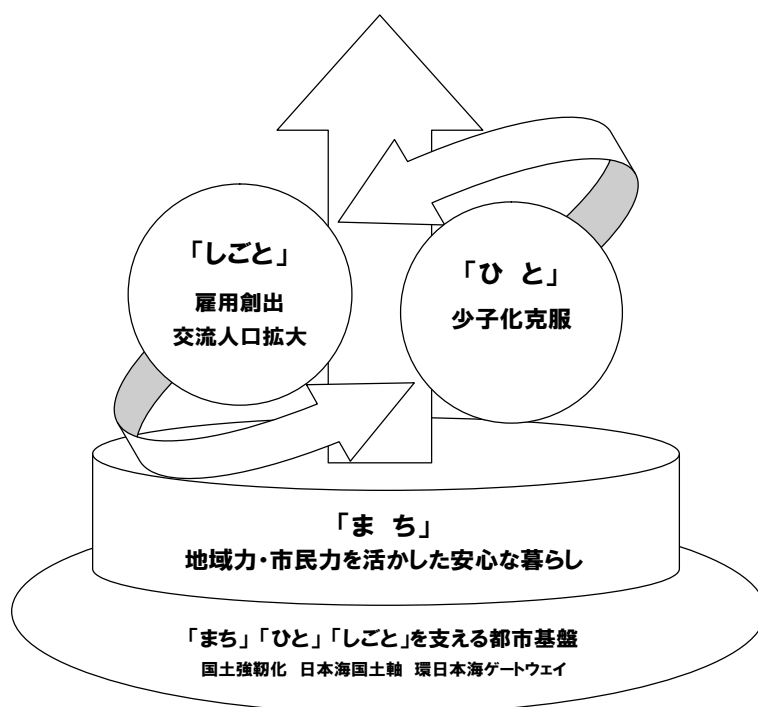 「しごと」
雇用創出
交流人口拡大
「ひ と」
少子化克服
「ま ち」
地域力・市民力を活かした安心な暮らし
「まち」「ひと」「しごと」を支える都市基盤
国土強靭化 日本海国土軸 環日本海ゲートウェイ